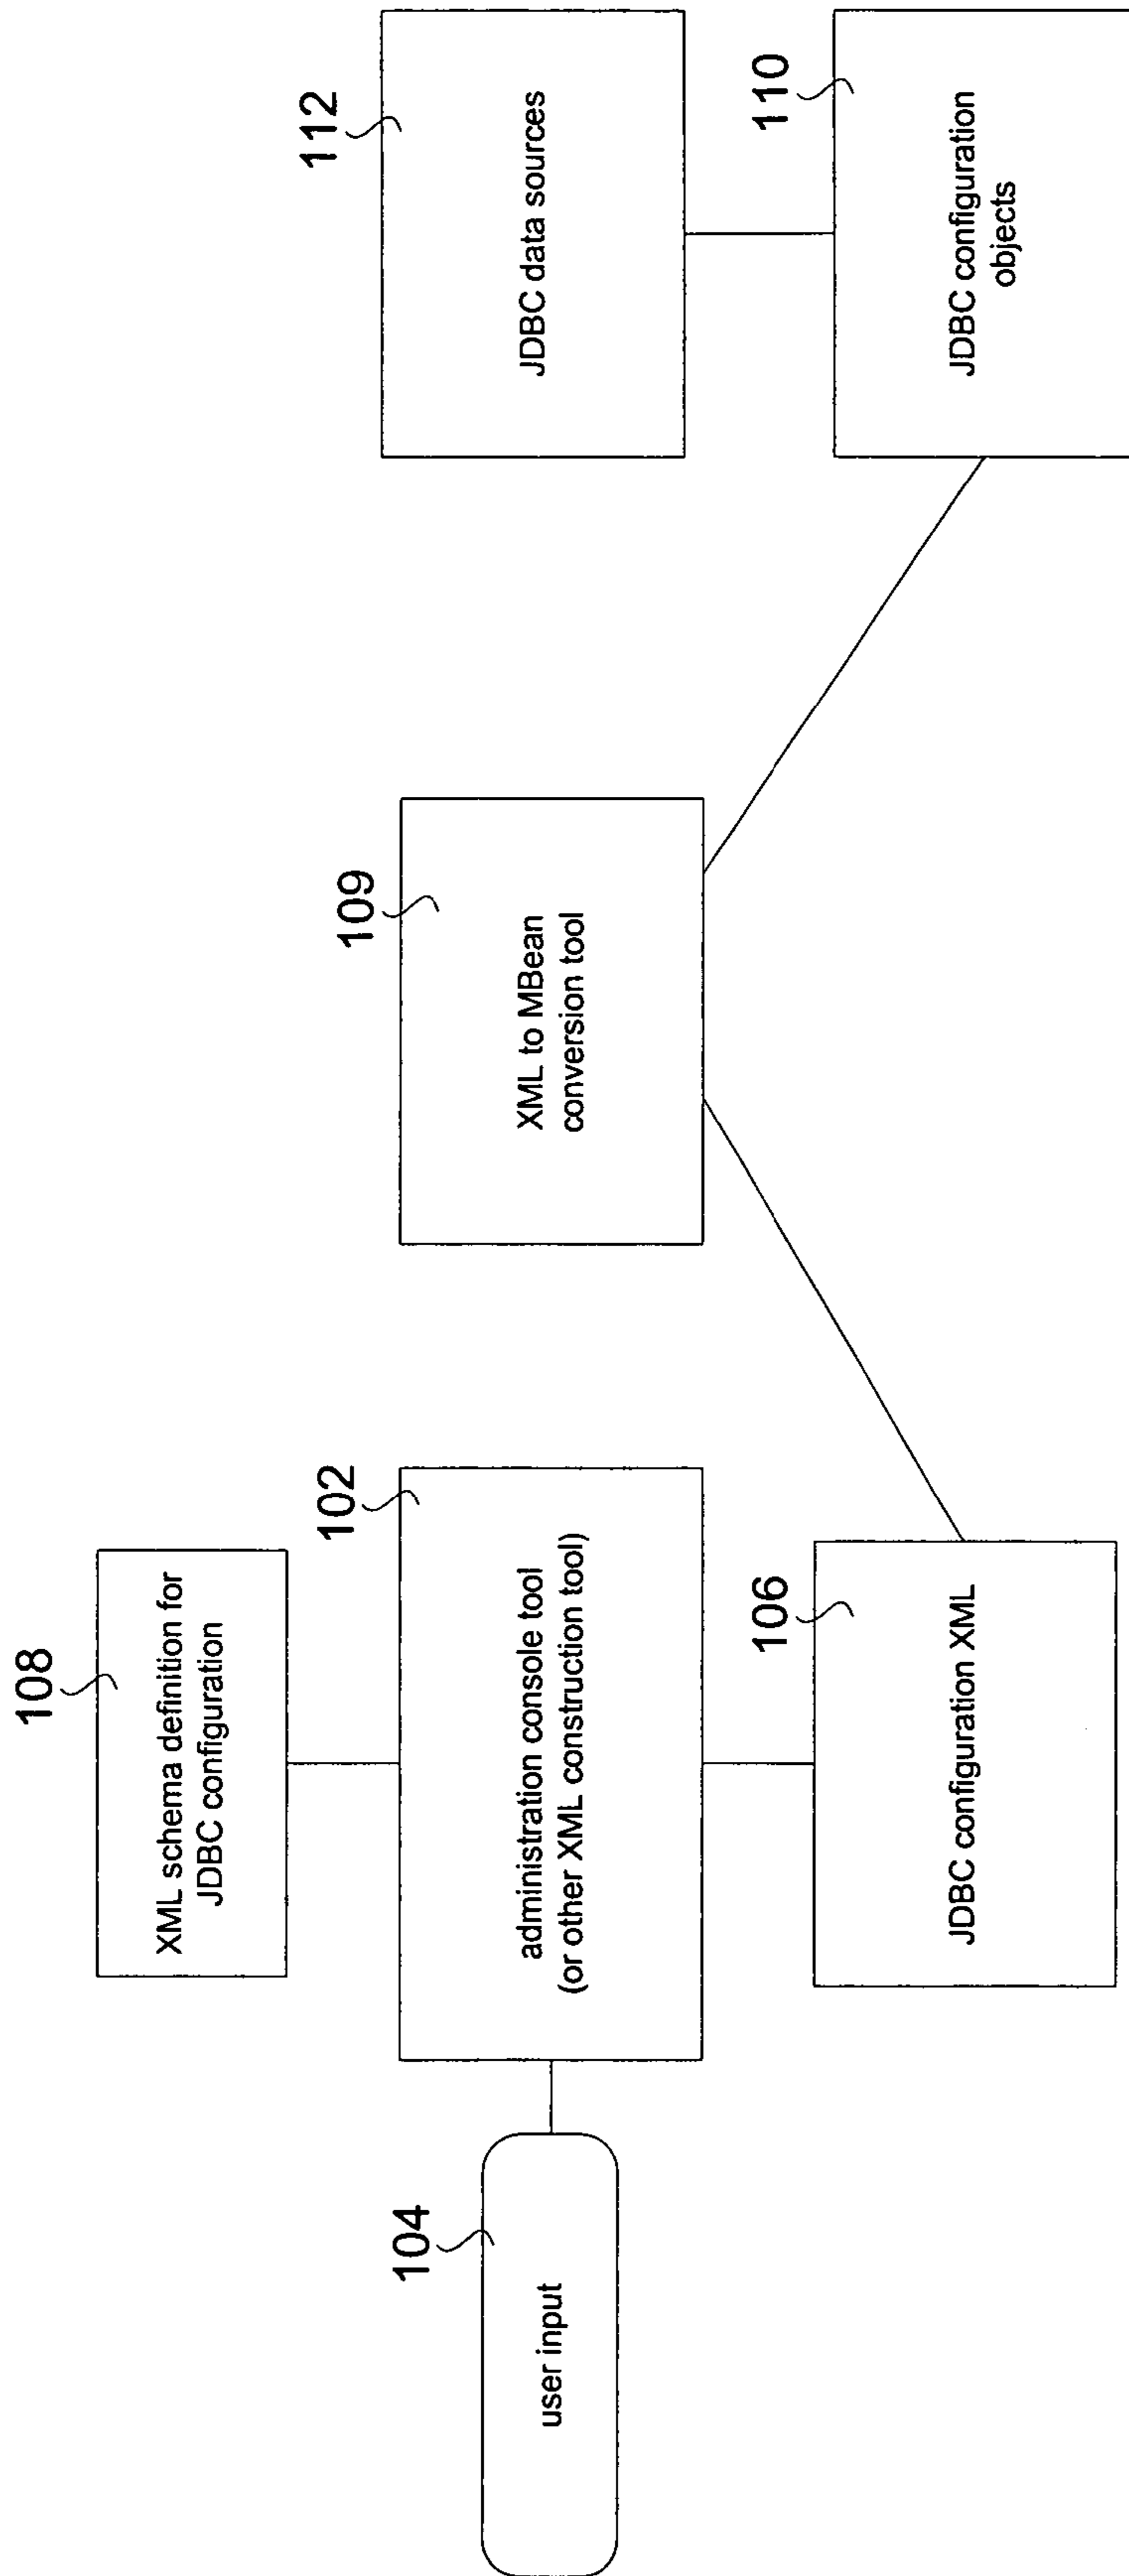 108
XML schema definition for
JDBC configuration
104
user input
102
administration console tool
(or other XML construction tool)
106
JDBC configuration XML
109
XML to MBean
conversion tool
112
JDBC data sources
110
JDBC configuration
objects